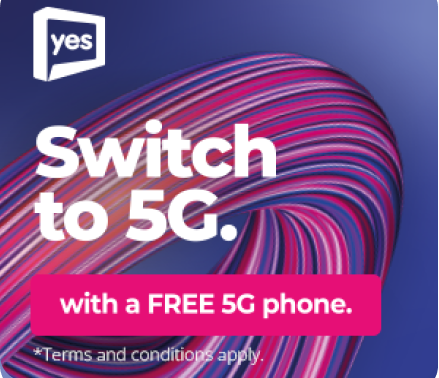 yes
Switch
to 5G.
with a FREE 5G phone.
*Terms and conditions apply.